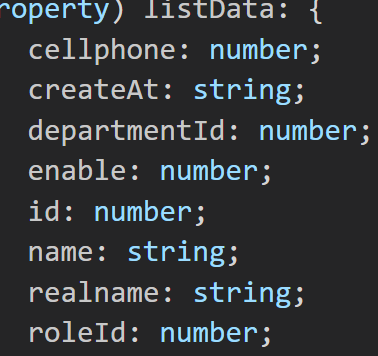 roperty) listData: {
cellphone: number;
createAt: string;
departmentId: number;
enable: number;
id: number;
name: string;
realname: string;
roleId: number;